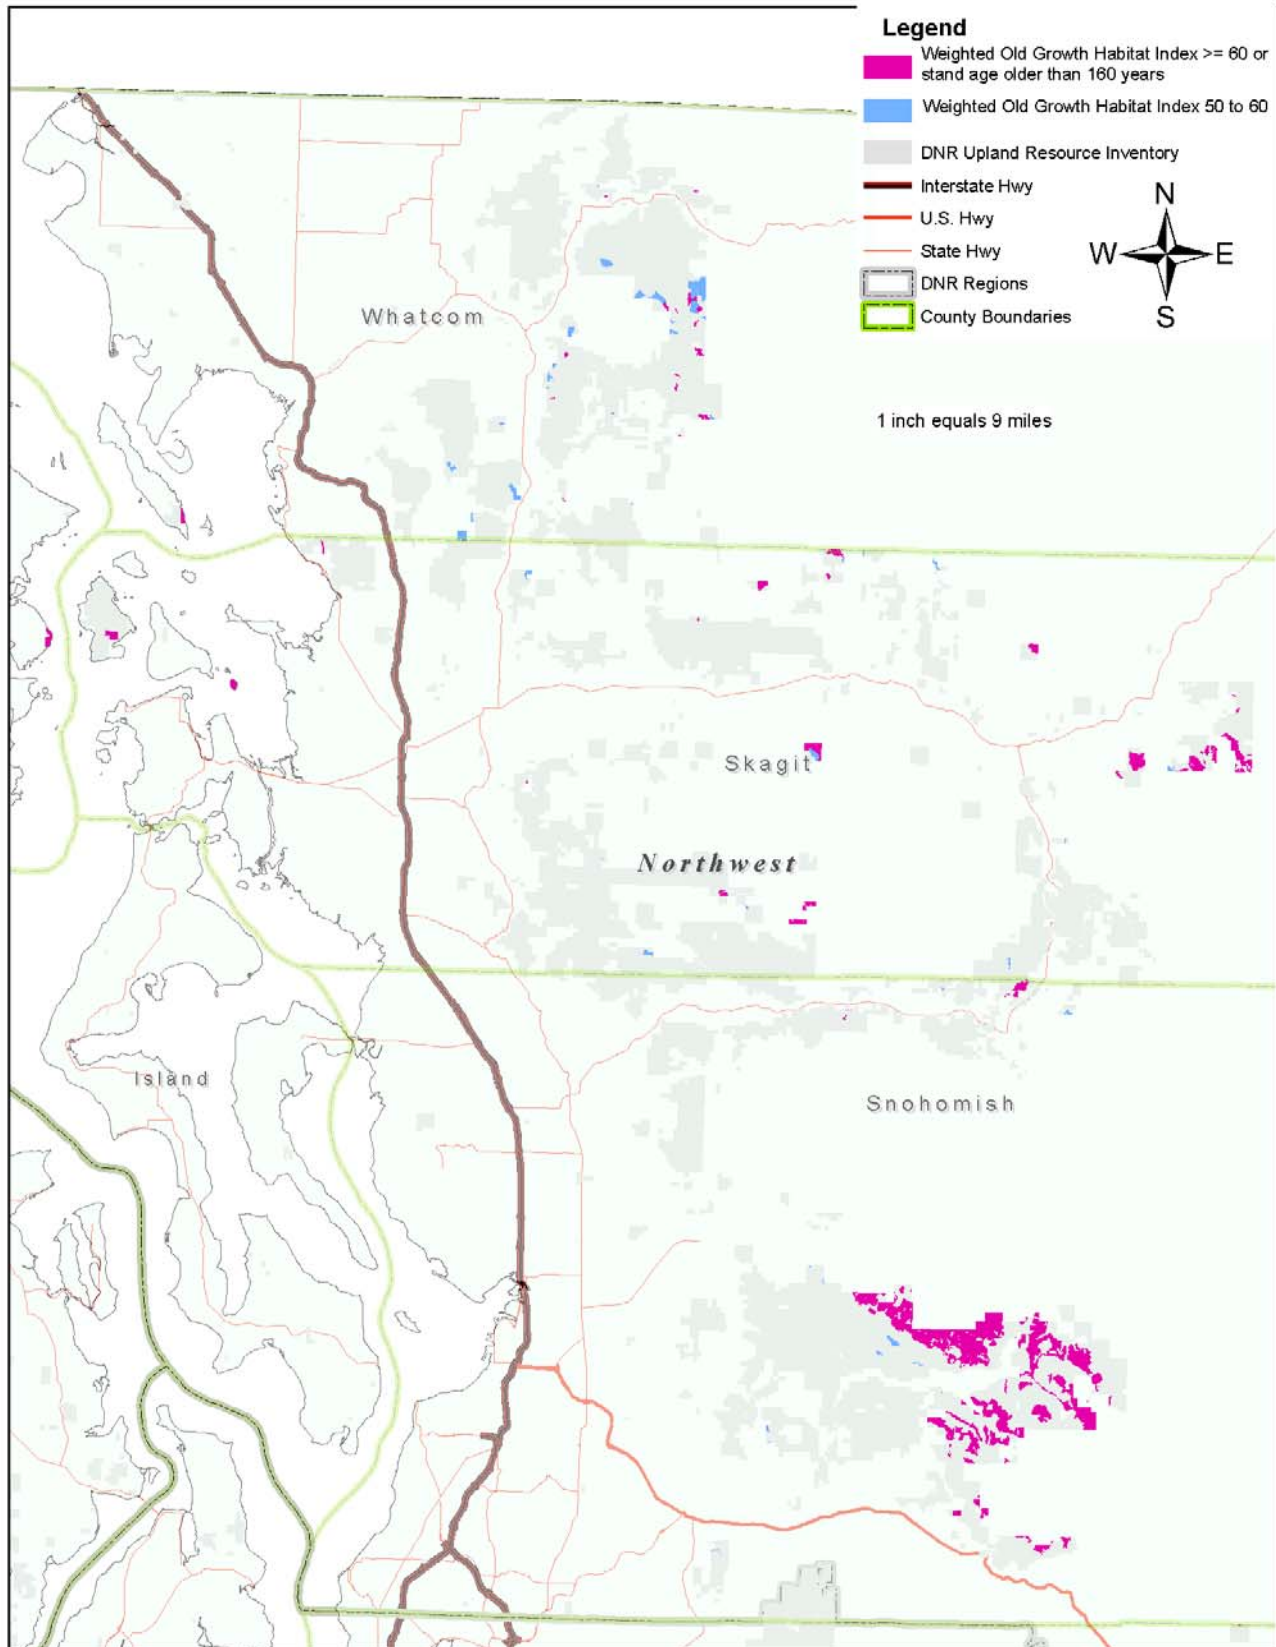 Legend
Weighted Old Growth Habitat Index >= 60 or
stand age older than 160 years
Weighted Old Growth Habitat Index 50 to 60
DNR Upland Resource Inventory
Interstate Hwy
U.S. Hwy
State Hwy
DNR Regions
County Boundaries
N
W
E
S
1 inch equals 9 miles
Whatcom
Skagit
Northwest
Island
Snohomish